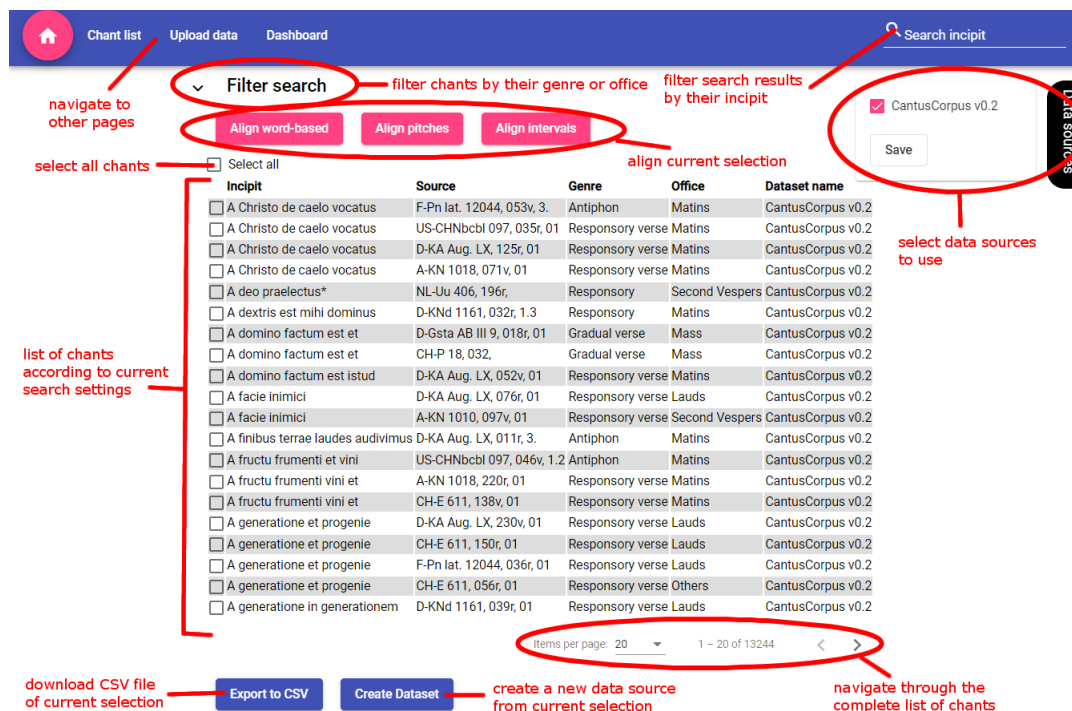 Chant list Upload data Dashboard Search incipit
Filter search
filter chants by their genre or office
filter search results
by their incipit
navigate to
other pages
CantusCorpus v0.2
Save
Data sources
Align word-based Align pitches Align intervals
align current selection
select all chants
Select all
select data sources
to use
Incipit Source Genre Office Dataset name
A Christo de caelo vocatus F-Pn lat. 12044, 053v, 3. Antiphon Matins CantusCorpus v0.2
A Christo de caelo vocatus US-CHNbcbl 097, 035r, 01 Responsory verse Matins CantusCorpus v0.2
A Christo de caelo vocatus D-KA Aug. LX, 125r, 01 Responsory verse Matins CantusCorpus v0.2
A Christo de caelo vocatus A-KN 1018, 071v, 01 Responsory verse Matins CantusCorpus v0.2
A deo praelectus* NL-Uu 406, 196r, Responsory Second Vespers CantusCorpus v0.2
A dextris est mihi dominus D-KNd 1161, 032r, 1.3 Responsory Matins CantusCorpus v0.2
A domino factum est et D-Gsta AB III 9, 018r, 01 Gradual verse Mass CantusCorpus v0.2
A domino factum est et CH-P 18, 032, Gradual verse Mass CantusCorpus v0.2
A domino factum est istud D-KA Aug. LX, 052v, 01 Responsory verse Matins CantusCorpus v0.2
A facie inimici D-KA Aug. LX, 076r, 01 Responsory verse Lauds CantusCorpus v0.2
A facie inimici A-KN 1010, 097v, 01 Responsory verse Second Vespers CantusCorpus v0.2
A finibus terrae laudes audivimus D-KA Aug. LX, 011r, 3. Antiphon Matins CantusCorpus v0.2
A fructu frumenti et vini US-CHNbcbl 097, 046v, 1.2 Antiphon Matins CantusCorpus v0.2
A fructu frumenti vini et A-KN 1018, 220r, 01 Responsory verse Matins CantusCorpus v0.2
A fructu frumenti vini et CH-E 611, 138v, 01 Responsory verse Matins CantusCorpus v0.2
A generatione et progenie D-KA Aug. LX, 230v, 01 Responsory verse Lauds CantusCorpus v0.2
A generatione et progenie CH-E 611, 150r, 01 Responsory verse Lauds CantusCorpus v0.2
A generatione et progenie F-Pn lat. 12044, 036r, 01 Responsory verse Lauds CantusCorpus v0.2
A generatione et progenie CH-E 611, 056r, 01 Responsory verse Others CantusCorpus v0.2
A generatione in generationem D-KNd 1161, 039r, 01 Responsory verse Lauds CantusCorpus v0.2
list of chants
according to current
search settings
Items per page: 20 1 – 20 of 13244
download CSV file
of current selection
Export to CSV Create Dataset
create a new data source
from current selection
navigate through the
complete list of chants